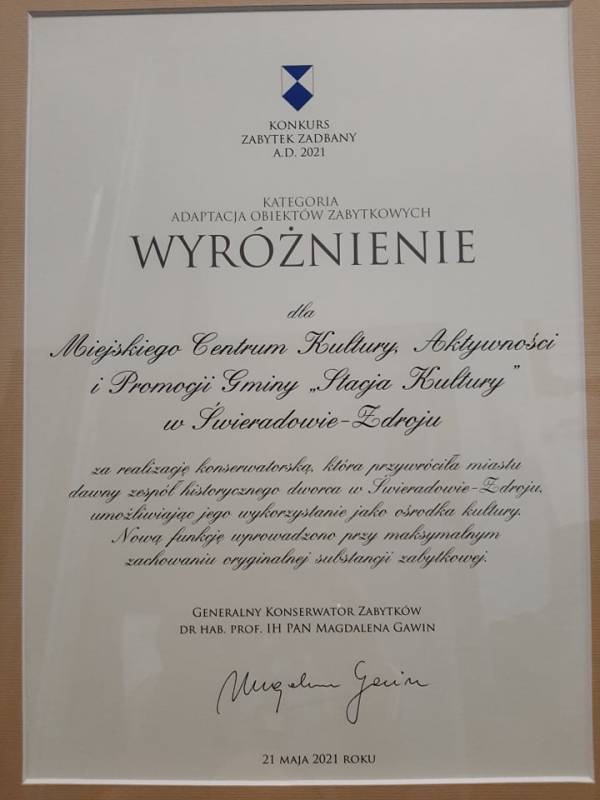 KONKURS
ZABYTEK ZADBANY
A.D. 2021
KATEGORIA
ADAPTACJA OBIEKTÓW ZABYTKOWYCH
WYRÓŻNIENIE
dla
Miejskiego Centrum Kultury, Aktywności
i Promocji Gminy „Stacja Kultury”
w Świeradowie-Zdroju
za realizację konserwatorską, która przywróciła miastu
dawny zespół historycznego dworca w Świeradowie-Zdroju,
umożliwiając jego wykorzystanie jako ośrodka kultury.
Nową funkcję wprowadzono przy maksymalnym
zachowaniu oryginalnej substancji zabytkowej.
GENERALNY KONSERWATOR ZABYTKÓW
DR HAB. PROF. IH PAN MAGDALENA GAWIN
Magdalena Gawin
21 MAJA 2021 ROKU